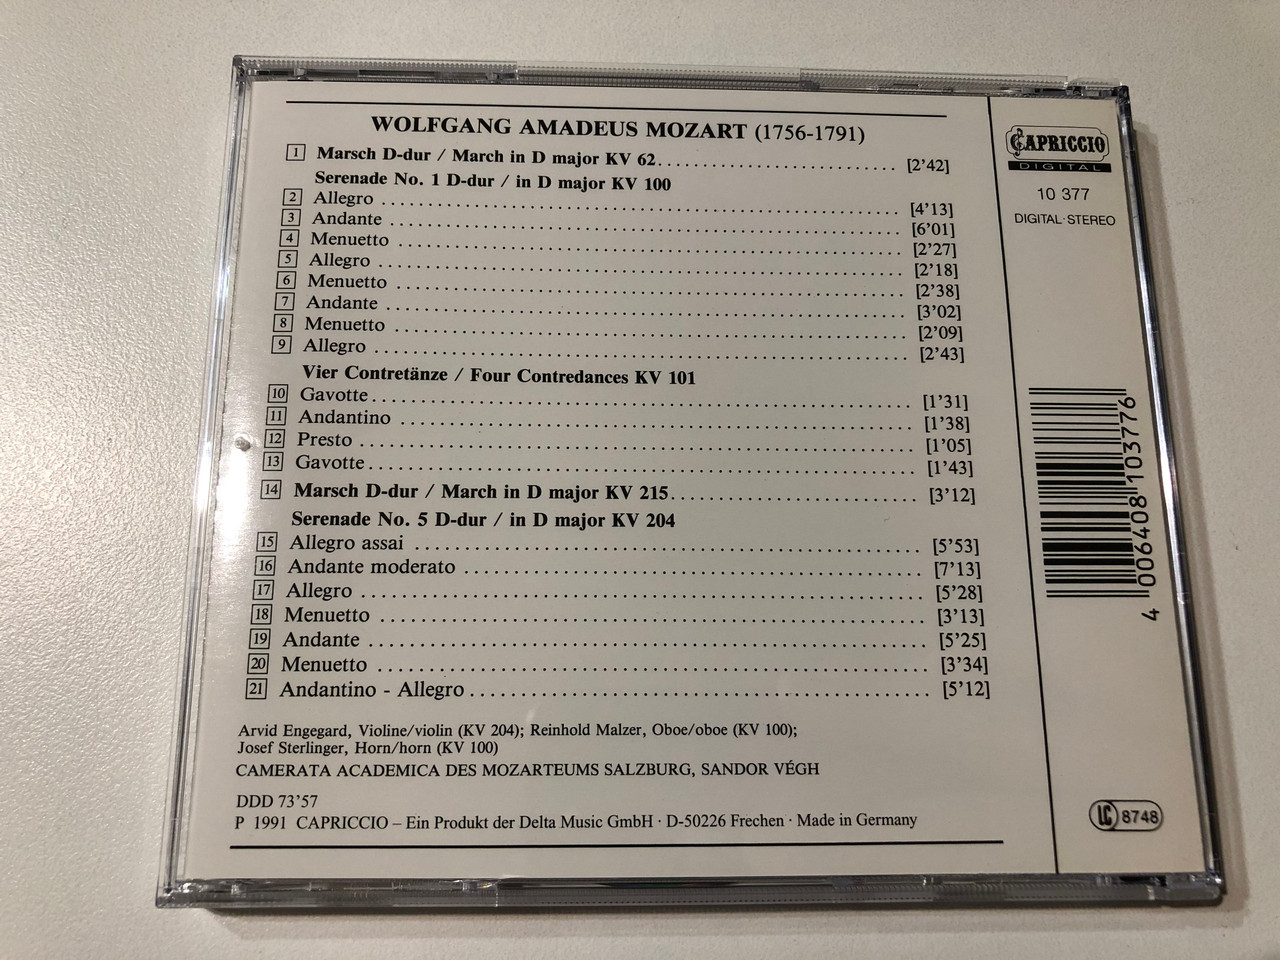 WOLFGANG AMADEUS MOZART (1756-1791)
1 Marsch D-dur / March in D major KV 62 [2'42]
Serenade No. 1 D-dur / in D major KV 100
2 Allegro [4'13]
3 Andante [6'01]
4 Menuetto [2'27]
5 Allegro [2'18]
6 Menuetto [2'38]
7 Andante [3'02]
8 Menuetto [2'09]
9 Allegro [2'43]
Vier Contretänze / Four Contredances KV 101
10 Gavotte [1'31]
11 Andantino [1'38]
12 Presto [1'05]
13 Gavotte [1'43]
14 Marsch D-dur / March in D major KV 215 [3'12]
Serenade No. 5 D-dur / in D major KV 204
15 Allegro assai [5'53]
16 Andante moderato [7'13]
17 Allegro [5'28]
18 Menuetto [3'13]
19 Andante [5'25]
20 Menuetto [3'34]
21 Andantino - Allegro [5'12]
Arvid Engegard, Violine/violin (KV 204); Reinhold Malzer, Oboe/oboe (KV 100);
Josef Sterlinger, Horn/horn (KV 100)
CAMERATA ACADEMICA DES MOZARTEUMS SALZBURG, SANDOR VÉGH
DDD 73'57
P 1991 CAPRICCIO – Ein Produkt der Delta Music GmbH · D-50226 Frechen · Made in Germany
CAPRICCIO
DIGITAL
10 377
DIGITAL·STEREO
4 006408 103776
LC 8748